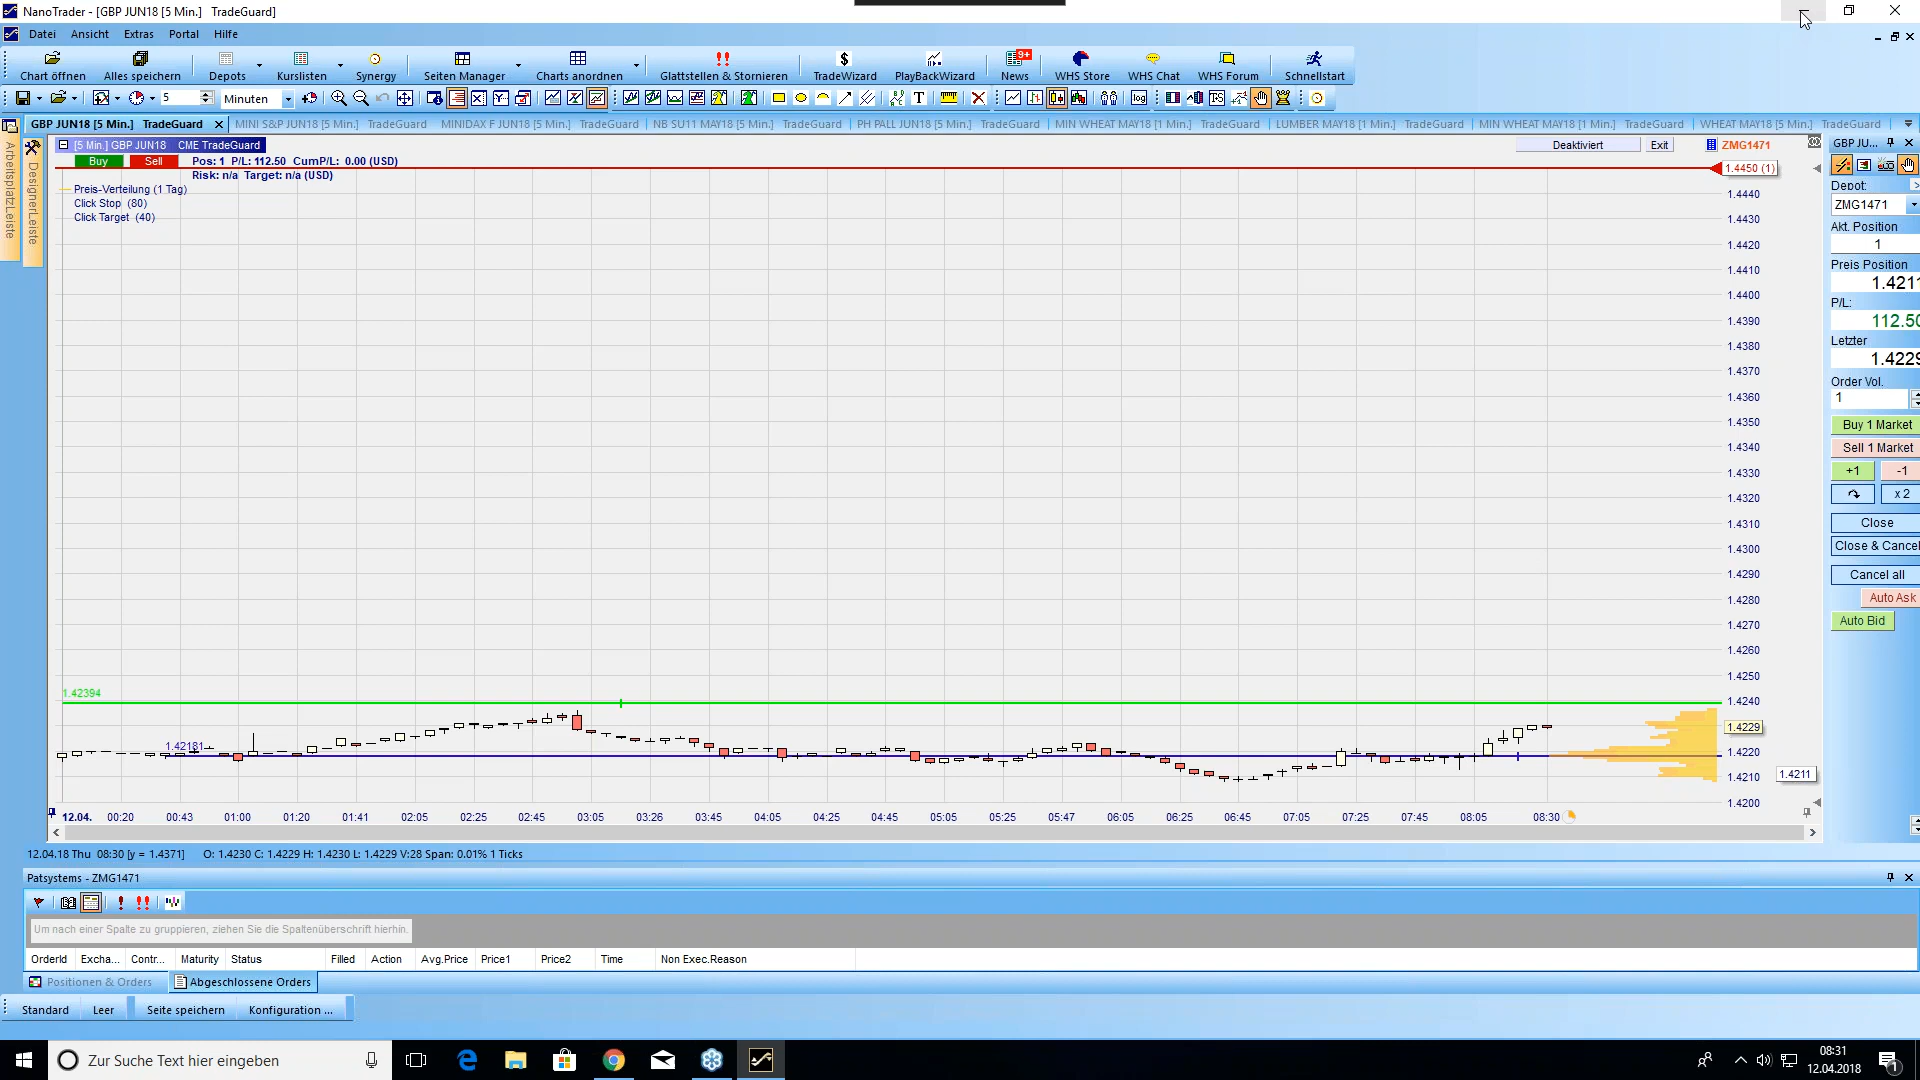 NanoTrader - [GBP JUN18 [5 Min.] TradeGuard]
Datei Ansicht Extras Portal Hilfe
Chart öffnen Alles speichern Depots Kurslisten Synergy Seiten Manager Charts anordnen Glattstellen & Stornieren TradeWizard PlayBackWizard News 9+ WHS Store WHS Chat WHS Forum Schnellstart
5 Minuten log
GBP JUN18 [5 Min.] TradeGuard MINI S&P JUN18 [5 Min.] TradeGuard MINIDAX F JUN18 [5 Min.] TradeGuard NB SU11 MAY18 [5 Min.] TradeGuard PH PALL JUN18 [5 Min.] TradeGuard MIN WHEAT MAY18 [1 Min.] TradeGuard LUMBER MAY18 [1 Min.] TradeGuard MIN WHEAT MAY18 [1 Min.] TradeGuard WHEAT MAY18 [5 Min.] TradeGuard
ArbeitsplatzLeiste
DesignerLeiste
[5 Min.] GBP JUN18 CME TradeGuard
Deaktiviert Exit ZMG1471
Buy Sell Pos: 1 P/L: 112.50 CumP/L: 0.00 (USD)
Risk: n/a Target: n/a (USD)
Preis-Verteilung (1 Tag)
Click Stop (80)
Click Target (40)
1.4450 (1)
1.4440
1.4430
1.4420
1.4410
1.4400
1.4390
1.4380
1.4370
1.4360
1.4350
1.4340
1.4330
1.4320
1.4310
1.4300
1.4290
1.4280
1.4270
1.4260
1.4250
1.4240
1.4229
1.4220
1.4210
1.4200
1.4211
1.42394
1.42181
12.04. 00:20 00:43 01:00 01:20 01:41 02:05 02:25 02:45 03:05 03:26 03:45 04:05 04:25 04:45 05:05 05:25 05:47 06:05 06:25 06:45 07:05 07:25 07:45 08:05 08:30
GBP JU...
Depot:
ZMG1471
Akt. Position
1
Preis Position
1.4211
P/L:
112.50
Letzter
1.4229
Order Vol.
1
Buy 1 Market
Sell 1 Market
+1 -1
x 2
Close
Close & Cancel
Cancel all
Auto Ask
Auto Bid
12.04.18 Thu 08:30 [y = 1.4371] O: 1.4230 C: 1.4229 H: 1.4230 L: 1.4229 V:28 Span: 0.01% 1 Ticks
Patsystems - ZMG1471
Um nach einer Spalte zu gruppieren, ziehen Sie die Spaltenüberschrift hierhin.
OrderId Excha... Contr... Maturity Status Filled Action Avg.Price Price1 Price2 Time Non Exec.Reason
Positionen & Orders Abgeschlossene Orders
Standard Leer Seite speichern Konfiguration ...
Zur Suche Text hier eingeben
08:31
12.04.2018
1